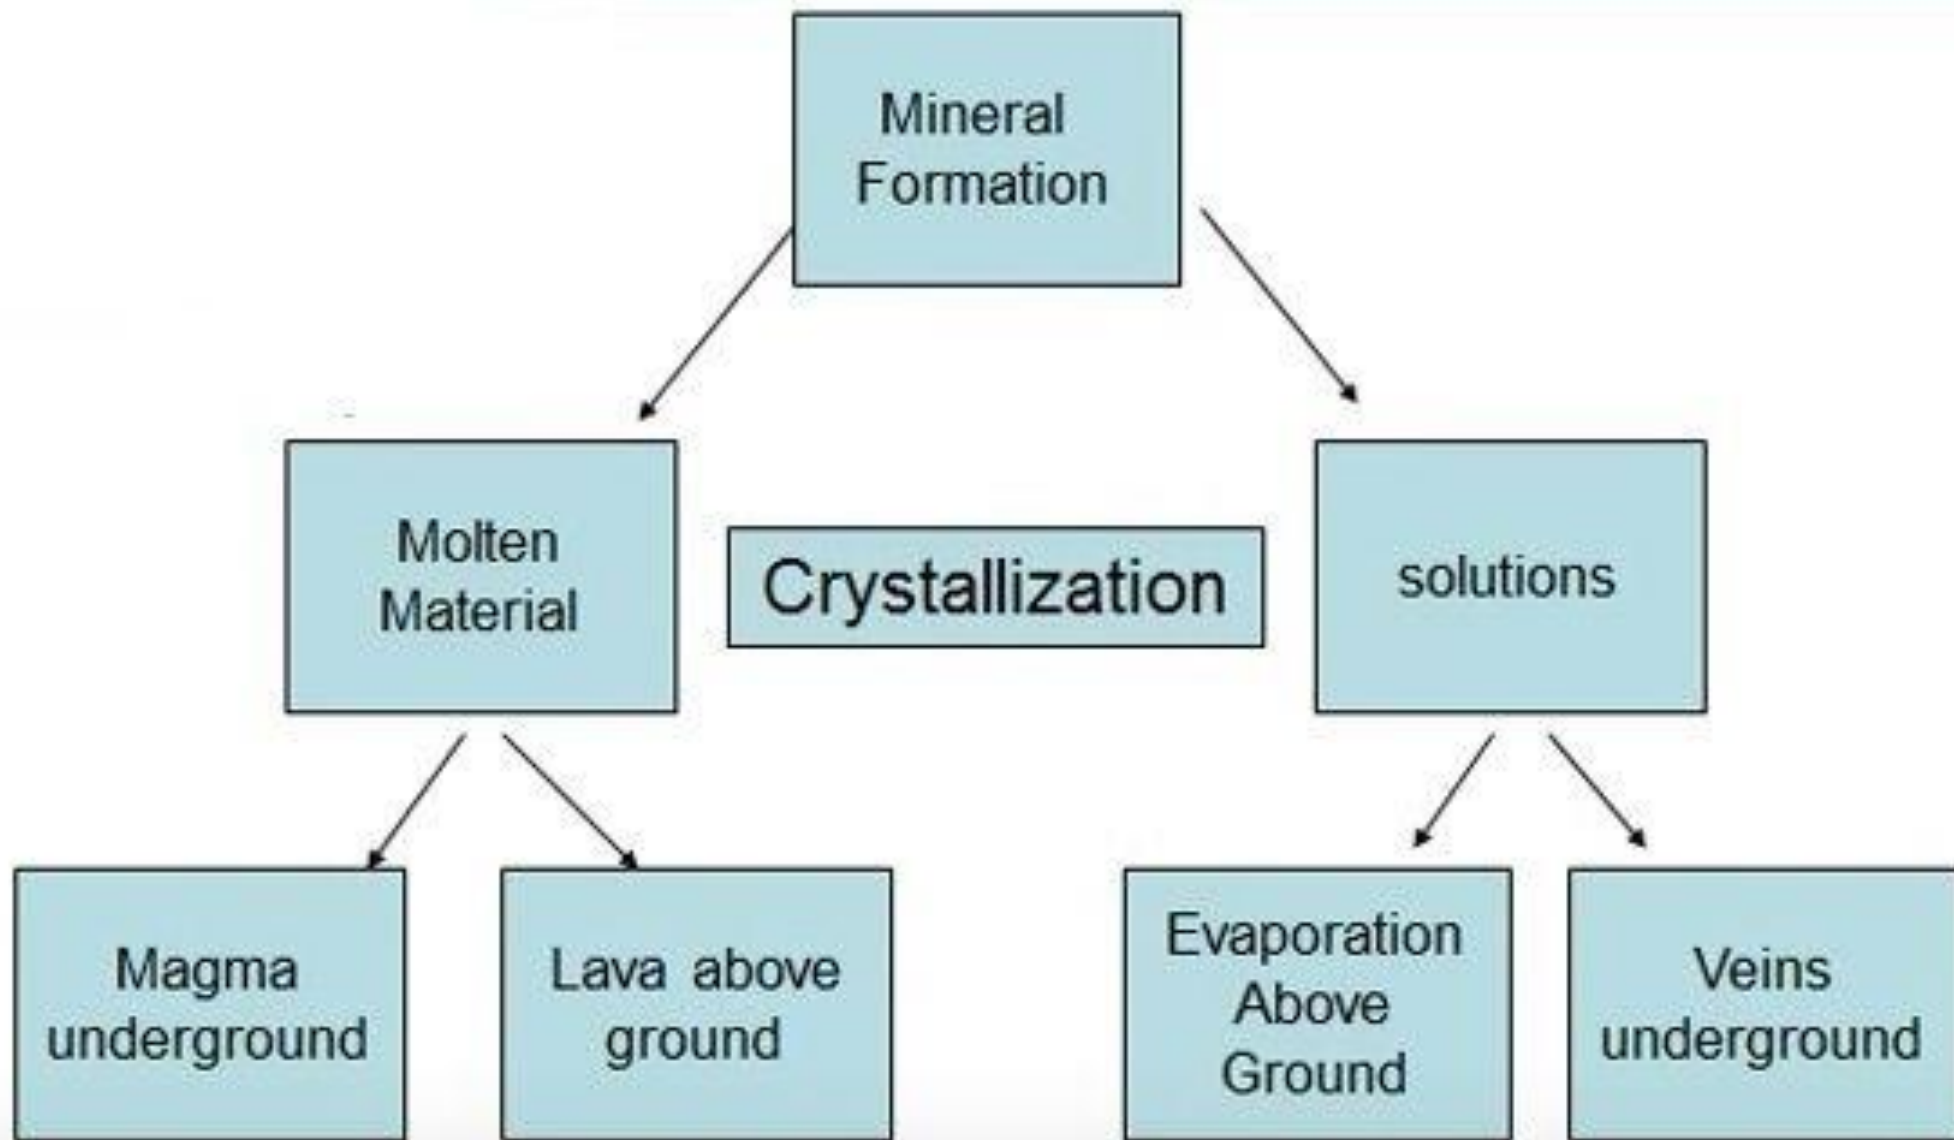 Mineral
Formation
Molten
Material
Crystallization
solutions
Magma
underground
Lava above
ground
Evaporation
Above
Ground
Veins
underground